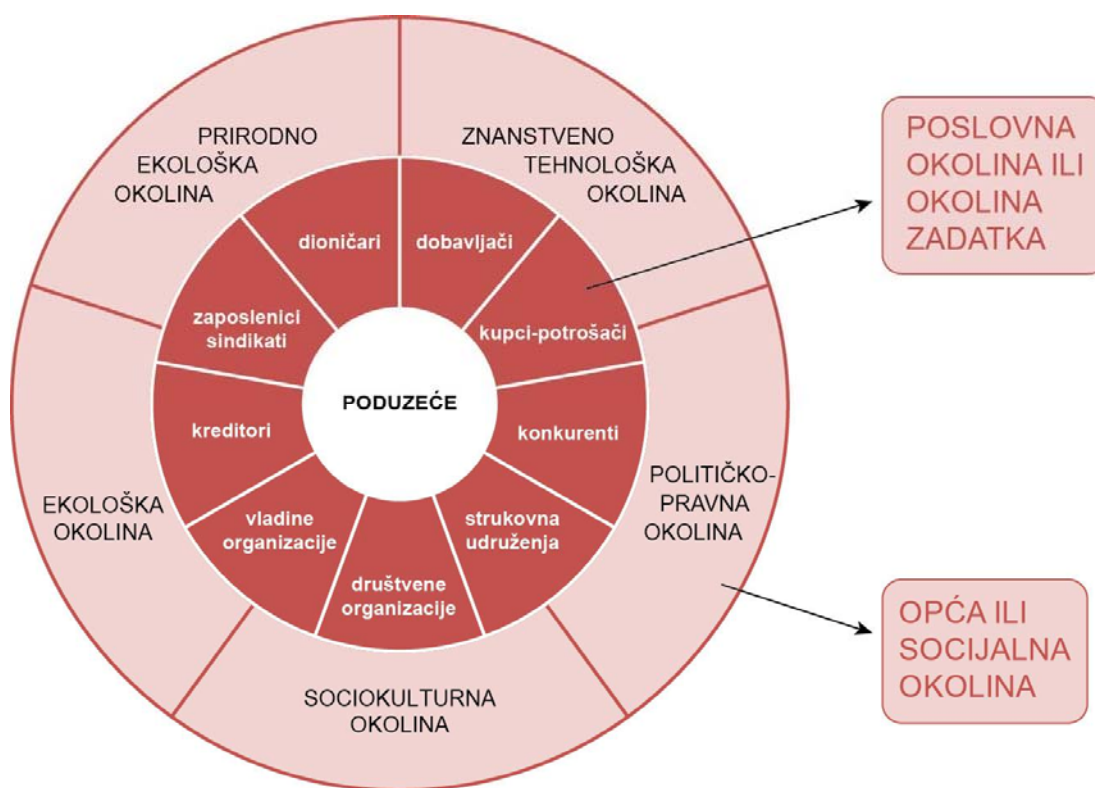 PRIRODNO
EKOLOŠKA
OKOLINA
ZNANSTVENO
TEHNOLOŠKA
OKOLINA
POSLOVNA
OKOLINA ILI
OKOLINA
ZADATKA
dioničari
dobavljači
zaposlenici
sindikati
kupci-potrošači
PODUZEĆE
kreditori
konkurenti
EKOLOŠKA
OKOLINA
POLITIČKO-
PRAVNA
OKOLINA
vladine
organizacije
strukovna
udruženja
društvene
organizacije
SOCIOKULTURNA
OKOLINA
OPĆA ILI
SOCIJALNA
OKOLINA